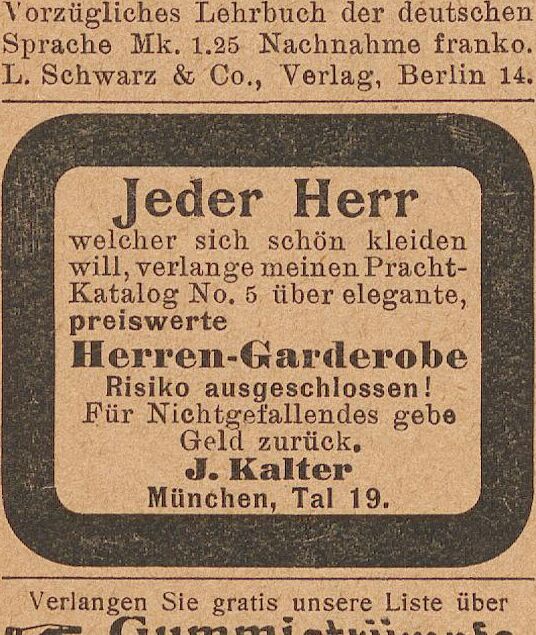 Vorzügliches Lehrbuch der deutschen
Sprache Mk. 1.25 Nachnahme franko.
L. Schwarz & Co., Verlag, Berlin 14.
Jeder Herr
welcher sich schön kleiden
will, verlange meinen Pracht-
Katalog No. 5 über elegante,
preiswerte
Herren-Garderobe
Risiko ausgeschlossen!
Für Nichtgefallendes gebe
Geld zurück.
J. Kalter
München, Tal 19.
Verlangen Sie gratis unsere Liste über
Gummistrümpfe